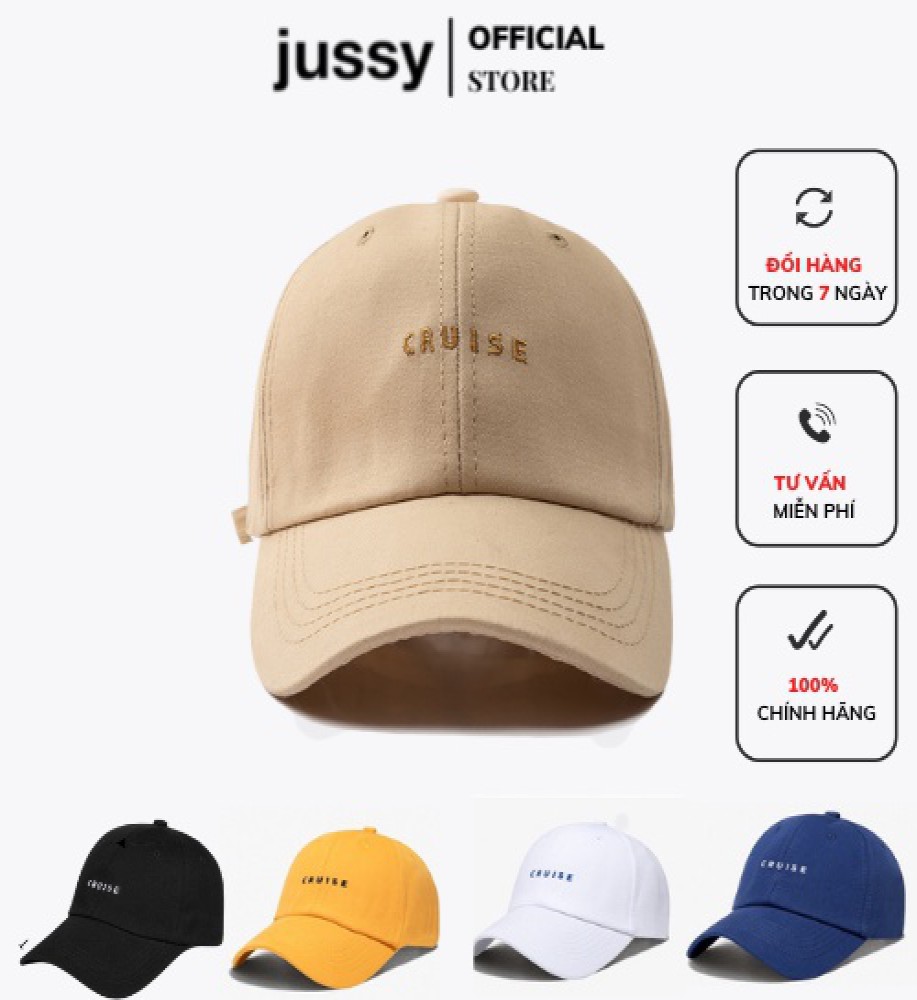 jussy
OFFICIAL
STORE
ĐỔI HÀNG
TRONG 7 NGÀY
CRUISE
TƯ VẤN
MIỄN PHÍ
100%
CHÍNH HÃNG
CRUISE
CRUISE
CRUISE
CRUISE